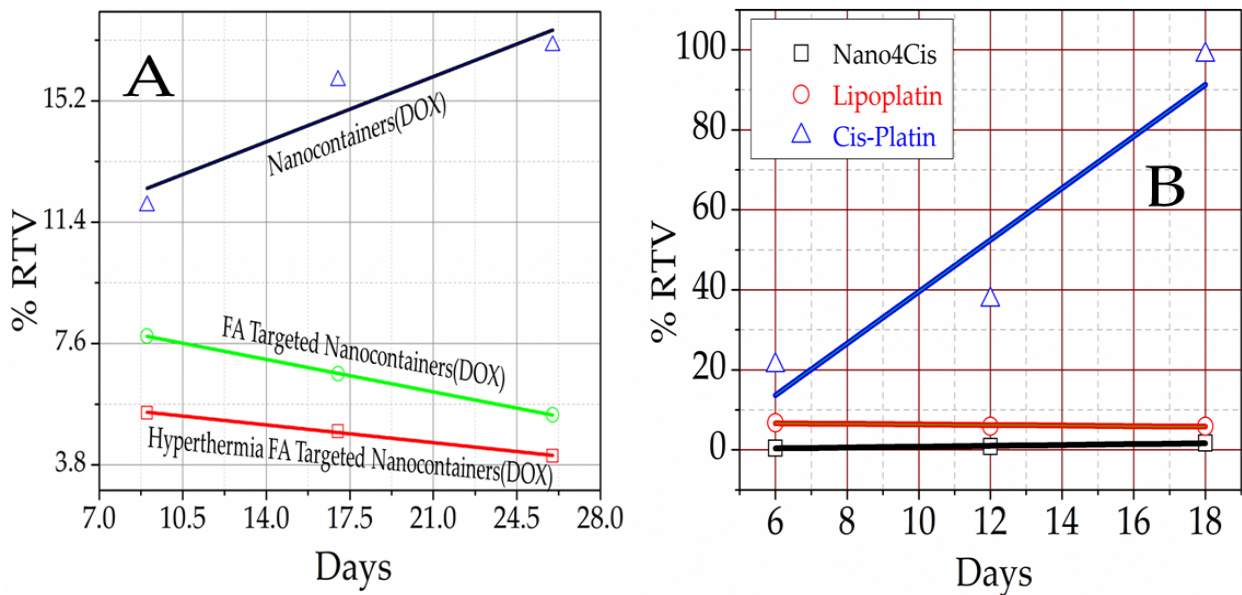 A
% RTV
15.2
11.4
7.6
3.8
Nanocontainers(DOX)
FA Targeted Nanocontainers(DOX)
Hyperthermia FA Targeted Nanocontainers(DOX)
7.0 10.5 14.0 17.5 21.0 24.5 28.0
Days
B
% RTV
100
80
60
40
20
0
Nano4Cis
Lipoplatin
Cis-Platin
6 8 10 12 14 16 18
Days